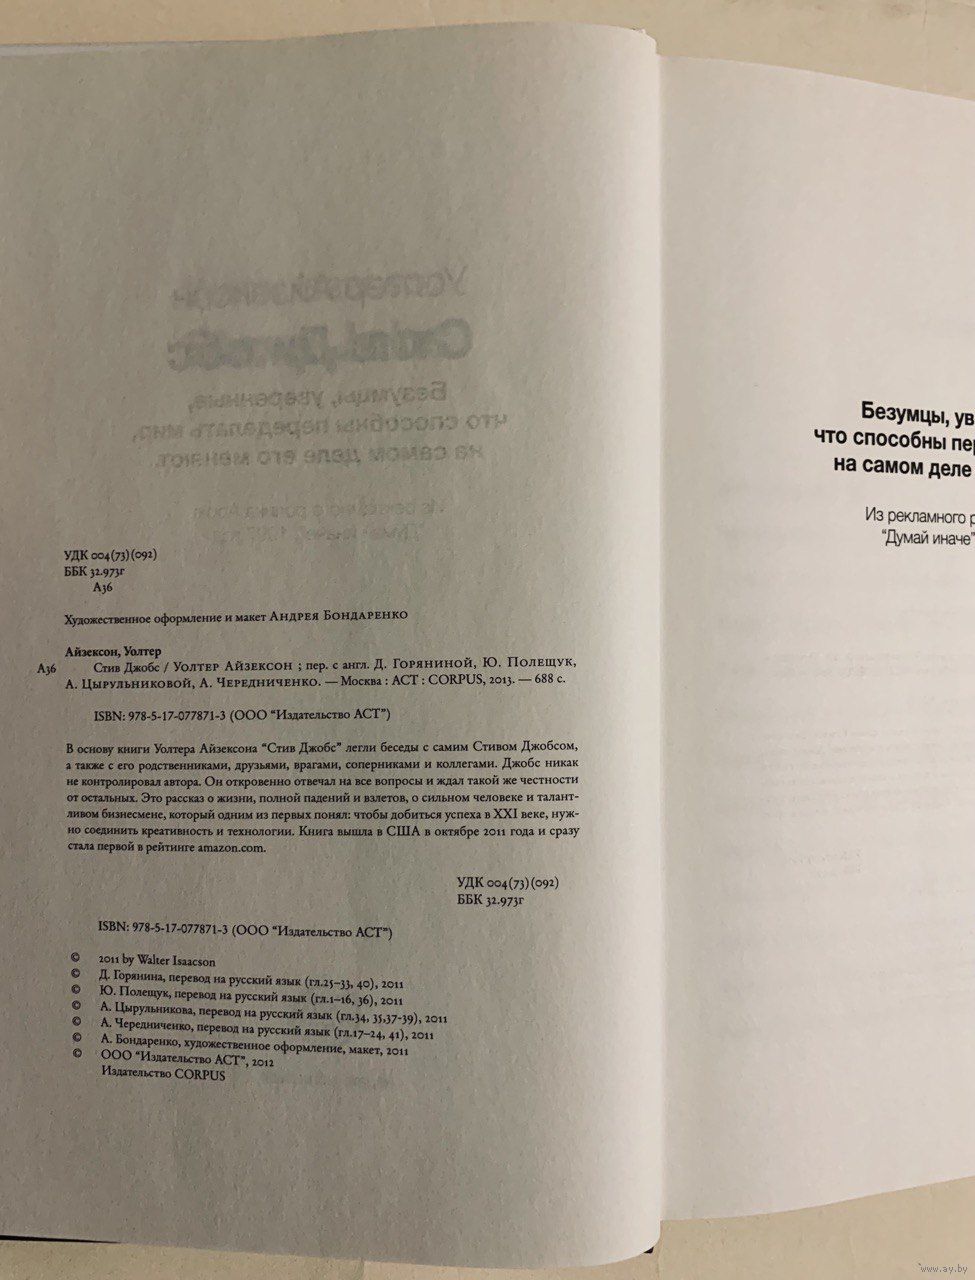 УДК 004(73)(092)
ББК 32.973г
А36
Художественное оформление и макет Андрея Бондаренко
Айзексон, Уолтер
А36 Стив Джобс / Уолтер Айзексон ; пер. с англ. Д. Горяниной, Ю. Полещук,
А. Цырульниковой, А. Чередниченко. — Москва : АСТ : CORPUS, 2013. — 688 с.
ISBN: 978-5-17-077871-3 (ООО “Издательство АСТ”)
В основу книги Уолтера Айзексона “Стив Джобс” легли беседы с самим Стивом Джобсом,
а также с его родственниками, друзьями, врагами, соперниками и коллегами. Джобс никак
не контролировал автора. Он откровенно отвечал на все вопросы и ждал такой же честности
от остальных. Это рассказ о жизни, полной падений и взлетов, о сильном человеке и талант-
ливом бизнесмене, который одним из первых понял: чтобы добиться успеха в XXI веке, нуж-
но соединить креативность и технологии. Книга вышла в США в октябре 2011 года и сразу
стала первой в рейтинге amazon.com.
УДК 004(73)(092)
ББК 32.973г
ISBN: 978-5-17-077871-3 (ООО “Издательство АСТ”)
© 2011 by Walter Isaacson
© Д. Горянина, перевод на русский язык (гл.25–33, 40), 2011
© Ю. Полещук, перевод на русский язык (гл.1–16, 36), 2011
© А. Цырульникова, перевод на русский язык (гл.34, 35,37-39), 2011
© А. Чередниченко, перевод на русский язык (гл.17–24, 41), 2011
© А. Бондаренко, художественное оформление, макет, 2011
© ООО “Издательство АСТ”, 2012
Издательство CORPUS
Безумцы, ув
что способны пер
на самом деле
Из рекламного р
“Думай иначе”
www.ay.by